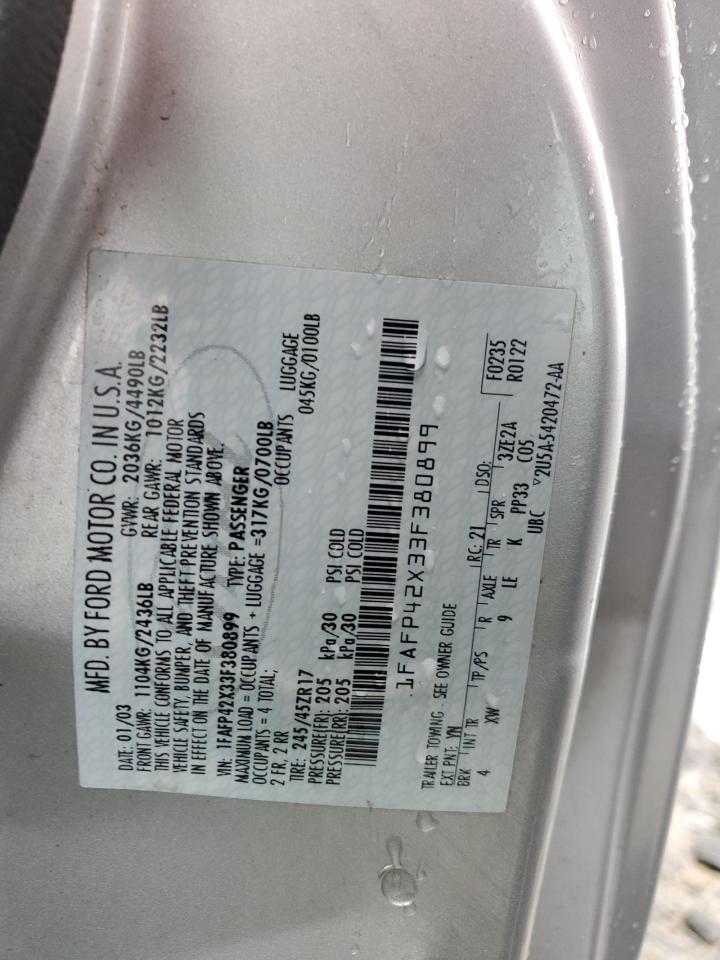 MFD. BY FORD MOTOR CO. IN U.S.A.
DATE: 01/03 GVWR: 2036KG/4490LB
FRONT GAWR: 1104KG/2436LB REAR GAWR: 1012KG/2232LB
THIS VEHICLE CONFORMS TO ALL APPLICABLE FEDERAL MOTOR
VEHICLE SAFETY, BUMPER, AND THEFT PREVENTION STANDARDS
IN EFFECT ON THE DATE OF MANUFACTURE SHOWN ABOVE
VIN: 1FAFP42X33F380899 TYPE: PASSENGER
MAXIMUM LOAD = OCCUPANTS + LUGGAGE =317KG/0700LB
OCCUPANTS = 4 TOTAL; OCCUPANTS LUGGAGE
2 FR, 2 RR 045KG/0100LB
TIRE: 245/45ZR17
PRESSURE(FR): 205 kPa/30 PSI COLD
PRESSURE(RR): 205 kPa/30 PSI COLD
1FAFP42X33F380899
TRAILER TOWING - SEE OWNER GUIDE
EXT PNT: YN RC: 21 DSO: F0235
BRK INT TR TP/PS R AXLE TR SPR 3ZE2A R0122
4 XW 9 LE K PP33 C05
UBC ▽2U5A-5420472-AA